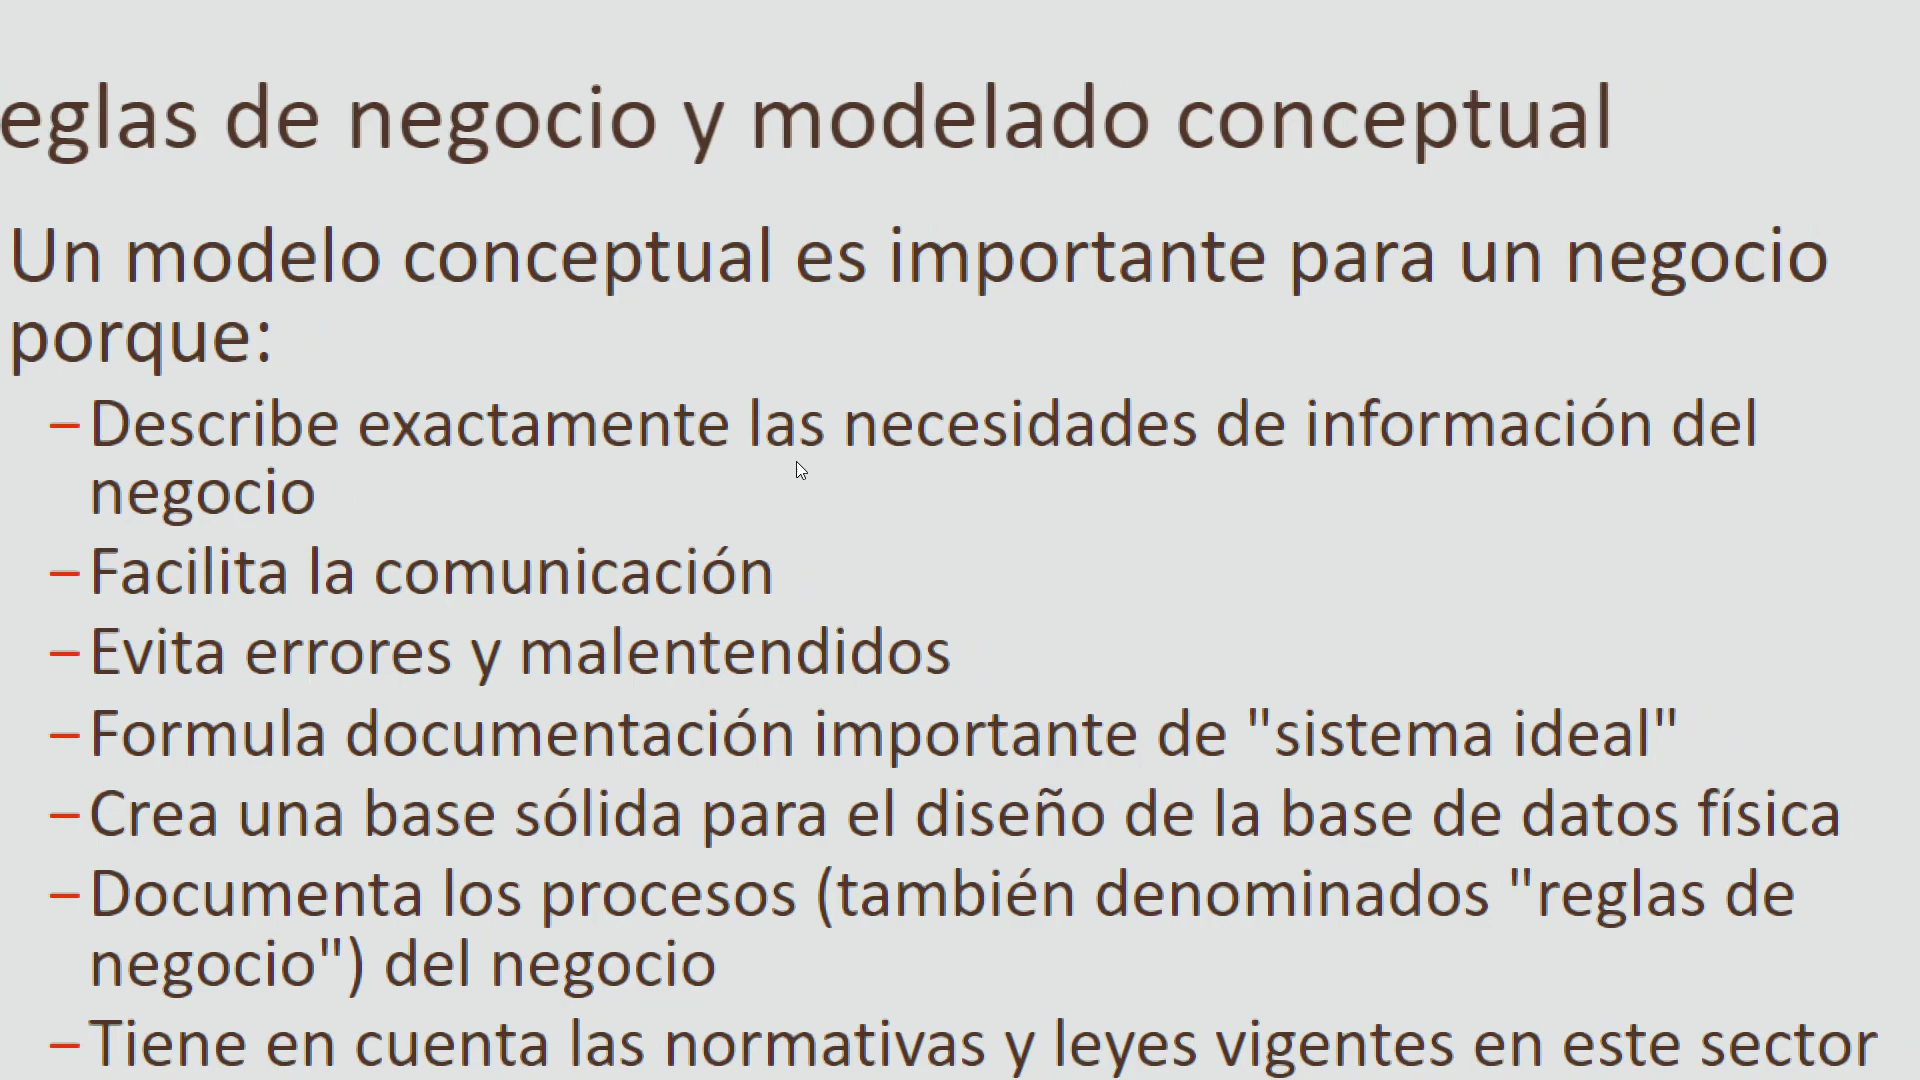 eglas de negocio y modelado conceptual
Un modelo conceptual es importante para un negocio
porque:
–Describe exactamente las necesidades de información del
negocio
–Facilita la comunicación
–Evita errores y malentendidos
–Formula documentación importante de "sistema ideal"
–Crea una base sólida para el diseño de la base de datos física
–Documenta los procesos (también denominados "reglas de
negocio") del negocio
–Tiene en cuenta las normativas y leyes vigentes en este sector